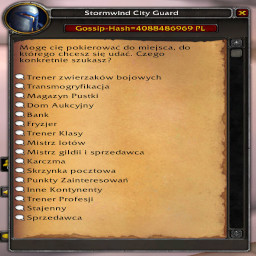 Stormwind City Guard
Gossip-Hash=4088486969 PL
Mogę cię pokierować do miejsca, do
którego chcesz się udać. Czego
konkretnie szukasz?
Trener zwierzaków bojowych
Transmogryfikacja
Magazyn Pustki
Dom Aukcyjny
Bank
Fryzjer
Trener Klasy
Mistrz lotów
Mistrz gildii i sprzedawca
Karczma
Skrzynka pocztowa
Punkty Zainteresowań
Inne Kontynenty
Trener Profesji
Stajenny
Sprzedawca